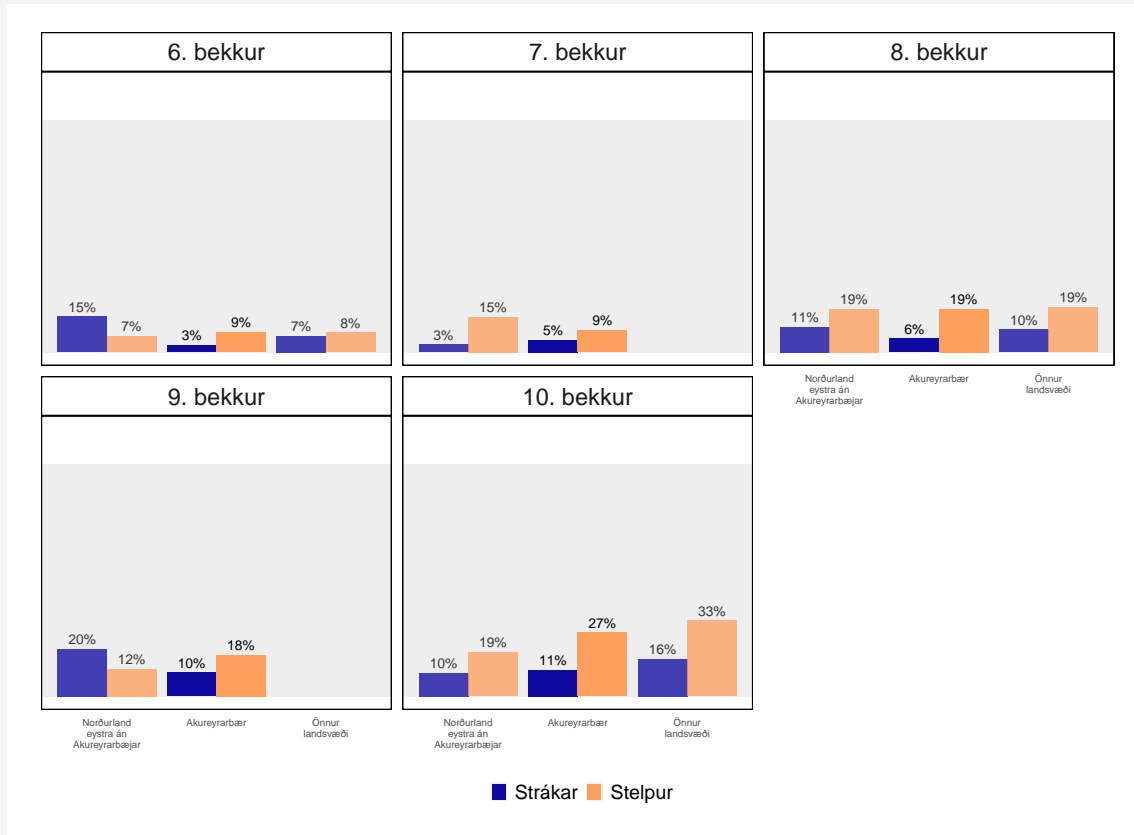 6. bekkur
15%
7%
3%
9%
7%
8%
7. bekkur
3%
15%
5%
9%
8. bekkur
11%
19%
6%
19%
10%
19%
Norðurland
eystra án
Akureyrarbæjar
Akureyrarbær
Önnur
landsvæði
9. bekkur
20%
12%
10%
18%
Norðurland
eystra án
Akureyrarbæjar
Akureyrarbær
Önnur
landsvæði
10. bekkur
10%
19%
11%
27%
16%
33%
Norðurland
eystra án
Akureyrarbæjar
Akureyrarbær
Önnur
landsvæði
Strákar Stelpur